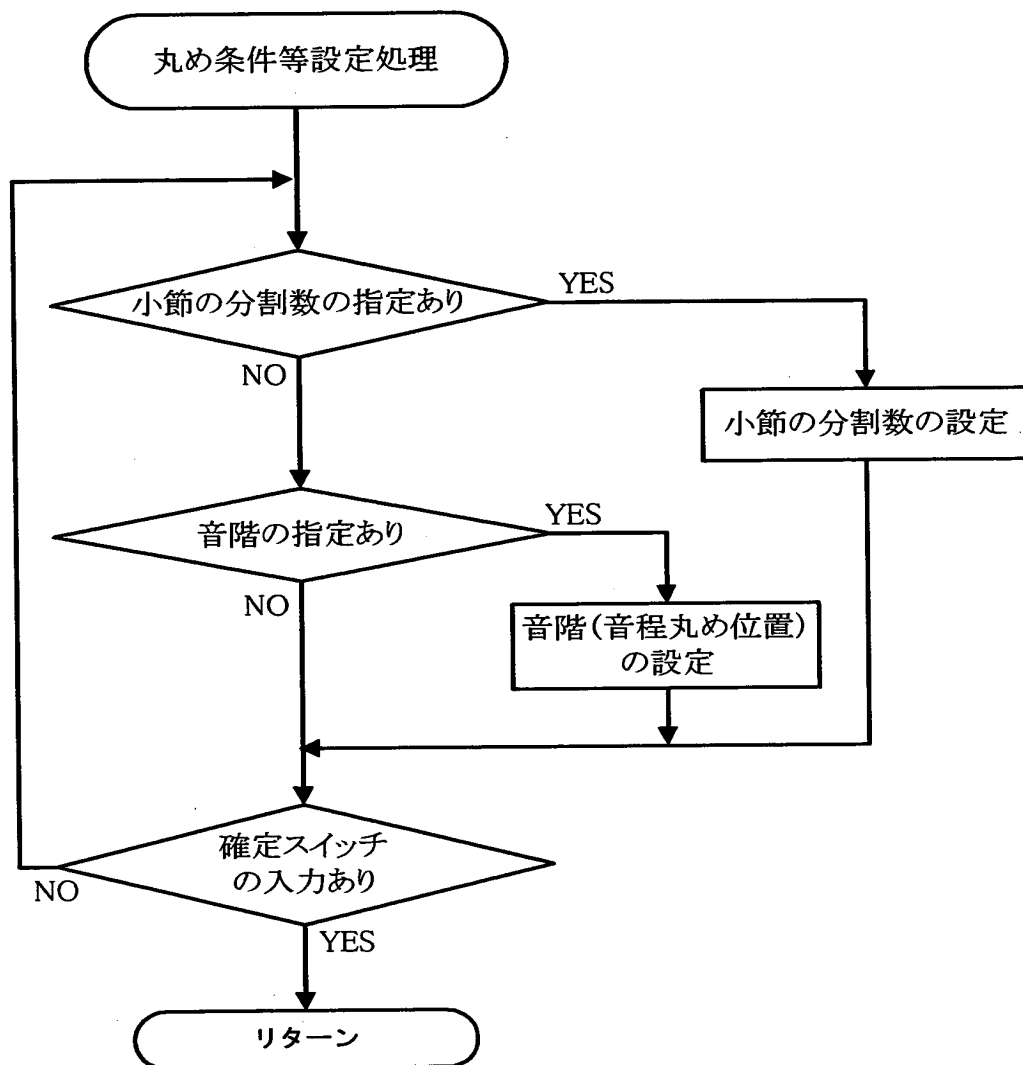 丸め条件等設定処理
小節の分割数の指定あり
YES
NO
小節の分割数の設定
音階の指定あり
YES
NO
音階(音程丸め位置)
の設定
確定スイッチ
の入力あり
NO
YES
リターン